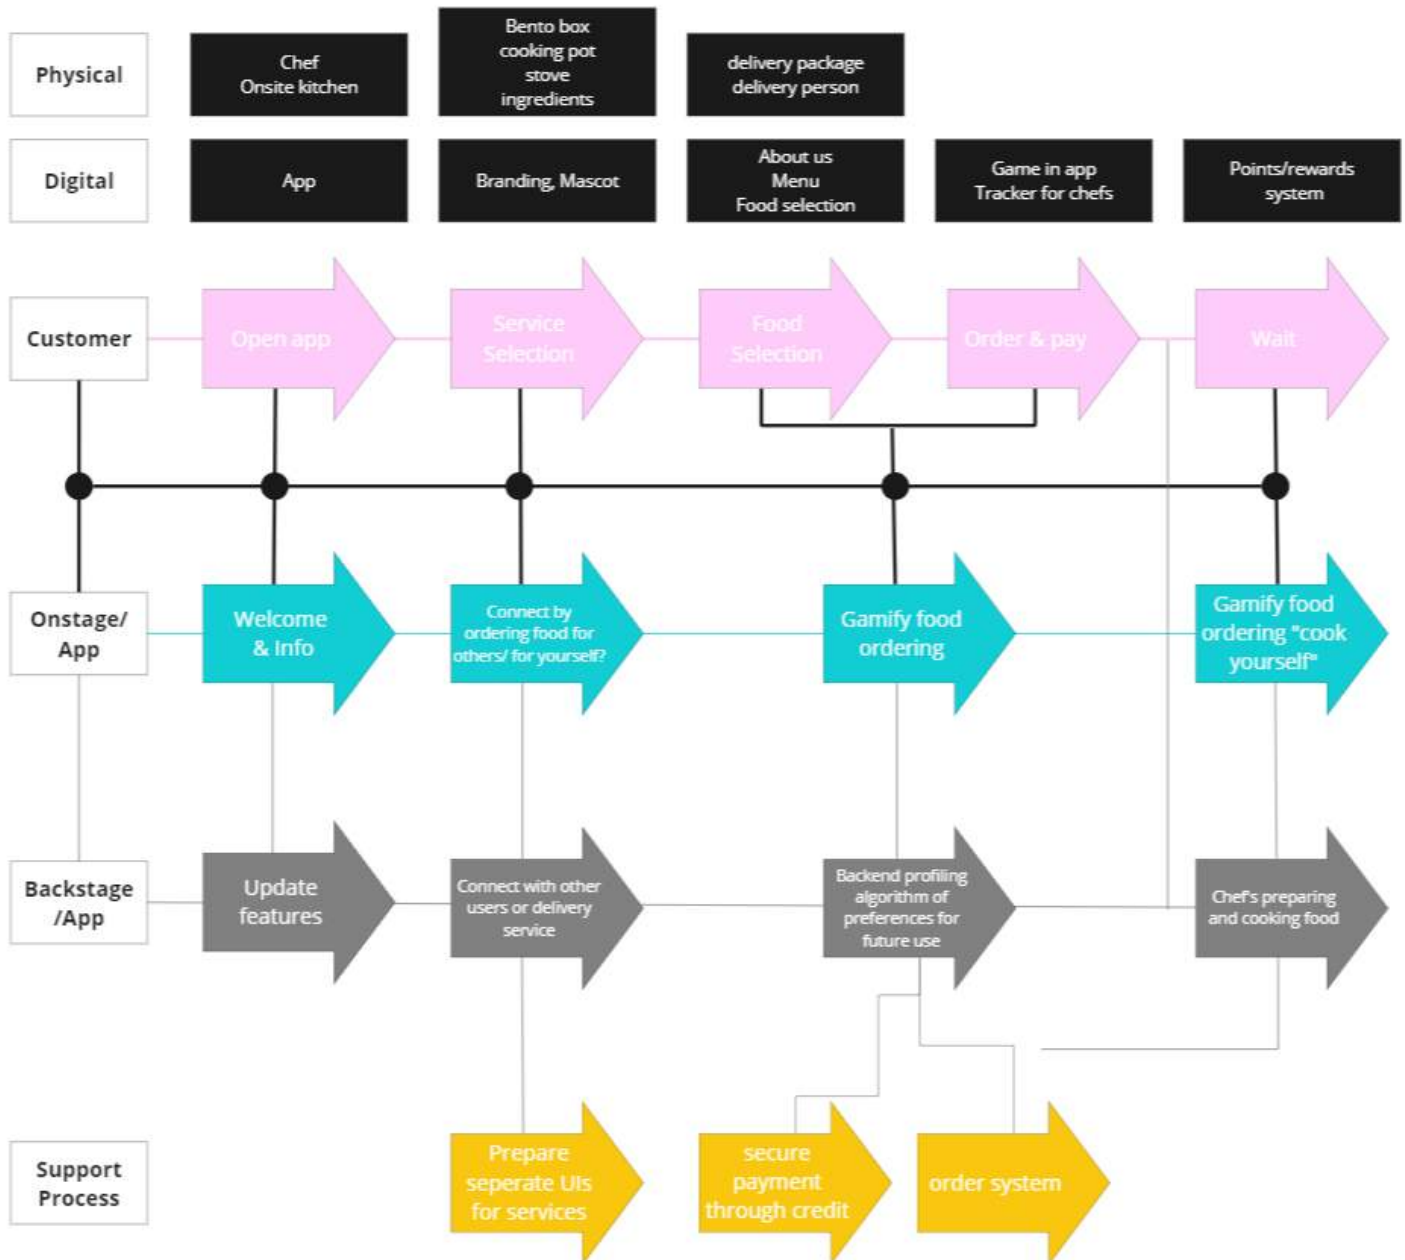 Physical
Chef
Onsite kitchen
Bento box
cooking pot
stove
ingredients
delivery package
delivery person
Digital
App
Branding, Mascot
About us
Menu
Food selection
Game in app
Tracker for chefs
Points/rewards
system
Customer
Open app
Service
Selection
Food
Selection
Order & pay
Wait
Onstage/
App
Welcome
& Info
Connect by
ordering food for
others/ for yourself?
Gamify food
ordering
Gamify food
ordering "cook
yourself"
Backstage
/App
Update
features
Connect with other
users or delivery
service
Backend profiling
algorithm of
preferences for
future use
Chef's preparing
and cooking food
Support
Process
Prepare
seperate UIs
for services
secure
payment
through credit
order system